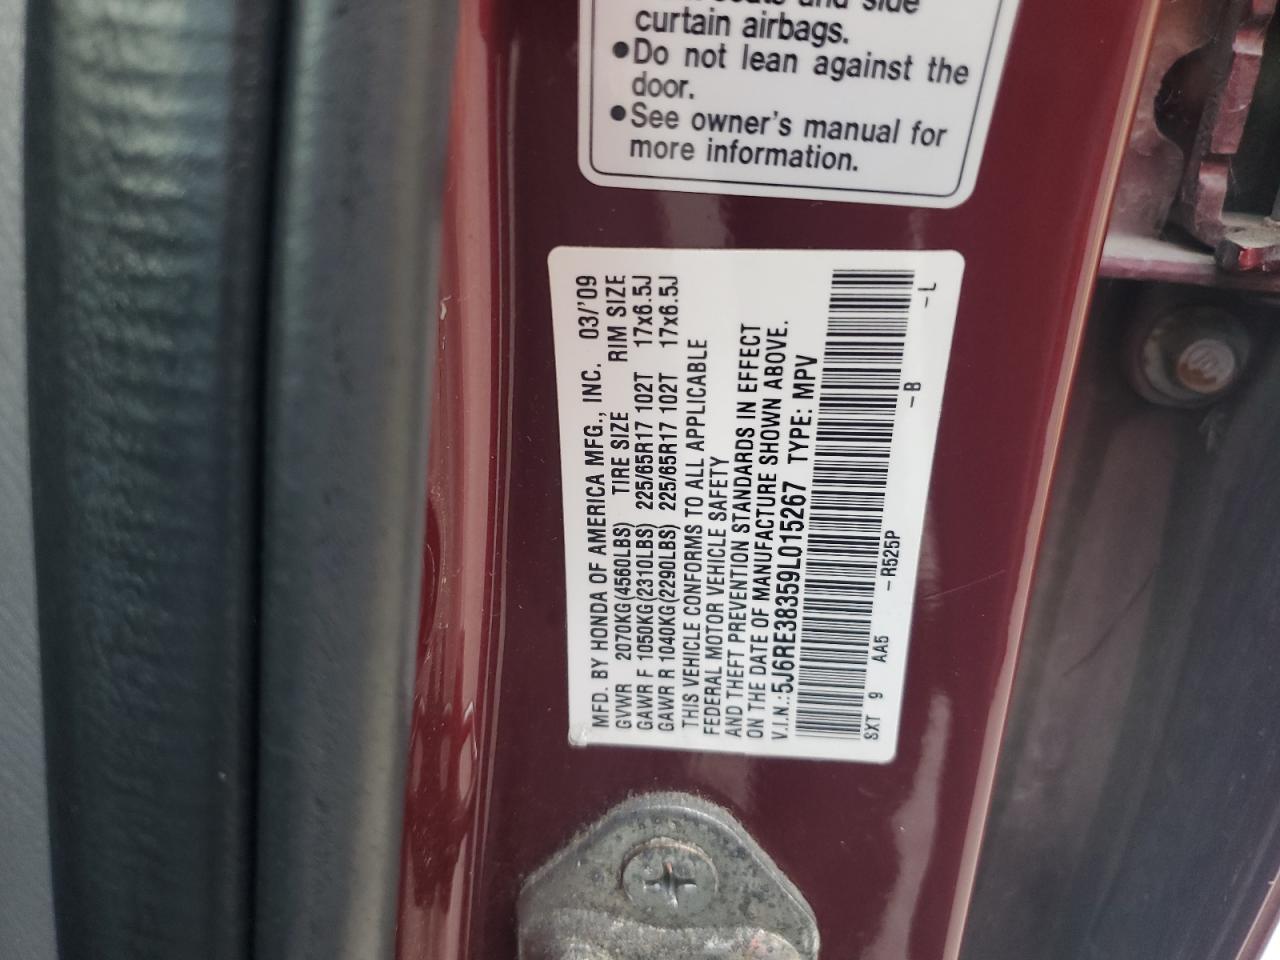 curtain airbags.
●Do not lean against the
door.
●See owner's manual for
more information.
MFD. BY HONDA OF AMERICA MFG., INC. 03/'09
GVWR 2070KG(4560LBS) TIRE SIZE RIM SIZE
GAWR F 1050KG(2310LBS) 225/65R17 102T 17x6.5J
GAWR R 1040KG(2290LBS) 225/65R17 102T 17x6.5J
THIS VEHICLE CONFORMS TO ALL APPLICABLE
FEDERAL MOTOR VEHICLE SAFETY
AND THEFT PREVENTION STANDARDS IN EFFECT
ON THE DATE OF MANUFACTURE SHOWN ABOVE.
V.I.N.:5J6RE38359L015267 TYPE: MPV
SXT 9 AA5 -R525P -B -L